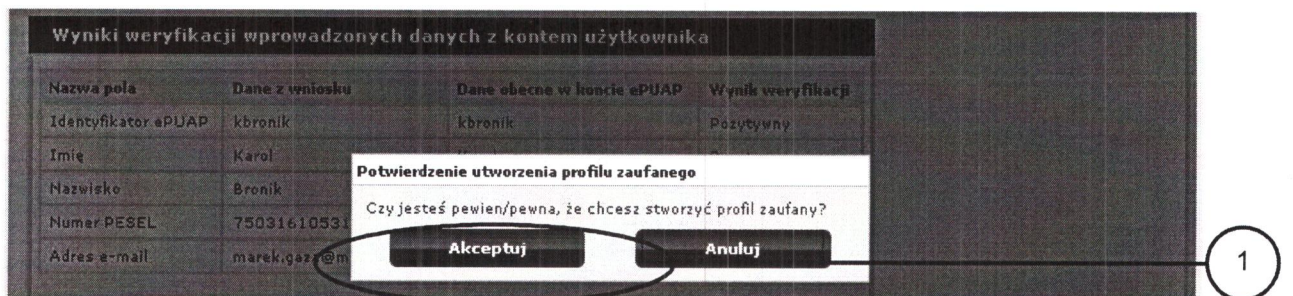 Wyniki weryfikacji wprowadzonych danych z kontem użytkownika
Nazwa pola Dane z wniosku Dane obecne w koncie ePUAP Wynik weryfikacji
Identyfikator ePUAP kbronik kbronik Pozytywny
Imię Karol
Nazwisko Bronik
Numer PESEL 75031610531
Adres e-mail
Potwierdzenie utworzenia profilu zaufanego
Czy jesteś pewien/pewna, że chcesz stworzyć profil zaufany?
Akceptuj Anuluj
1